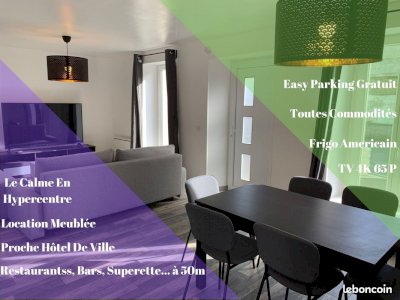 Easy Parking Gratuit
Toutes Commodités
Frigo Americain
TV 4K 65 P
Le Calme En
Hypercentre
Location Meublée
Proche Hôtel De Ville
Restaurantss, Bars, Superette... à 50m
leboncoin